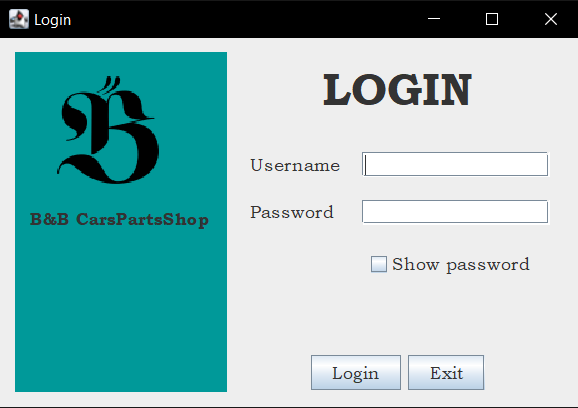 Login
B
B&B CarsPartsShop
LOGIN
Username
Password
Show password
Login Exit